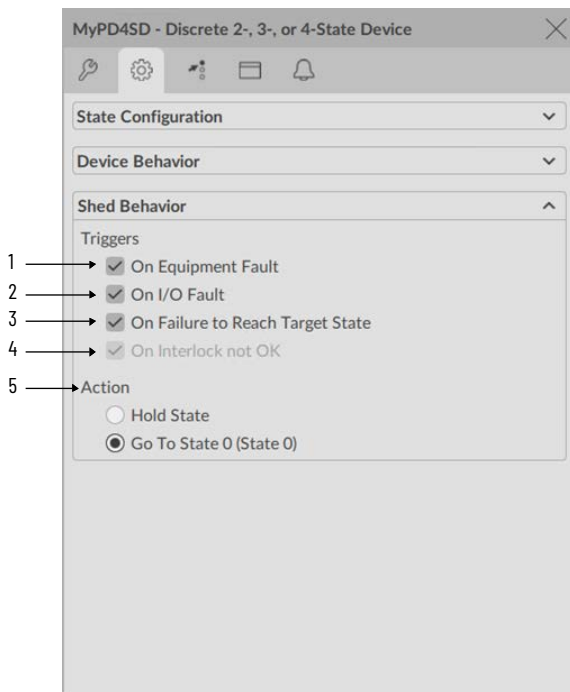 MyPD4SD - Discrete 2-, 3-, or 4-State Device
State Configuration
Device Behavior
Shed Behavior
Triggers
1 On Equipment Fault
2 On I/O Fault
3 On Failure to Reach Target State
4 On Interlock not OK
5 Action
Hold State
Go To State 0 (State 0)